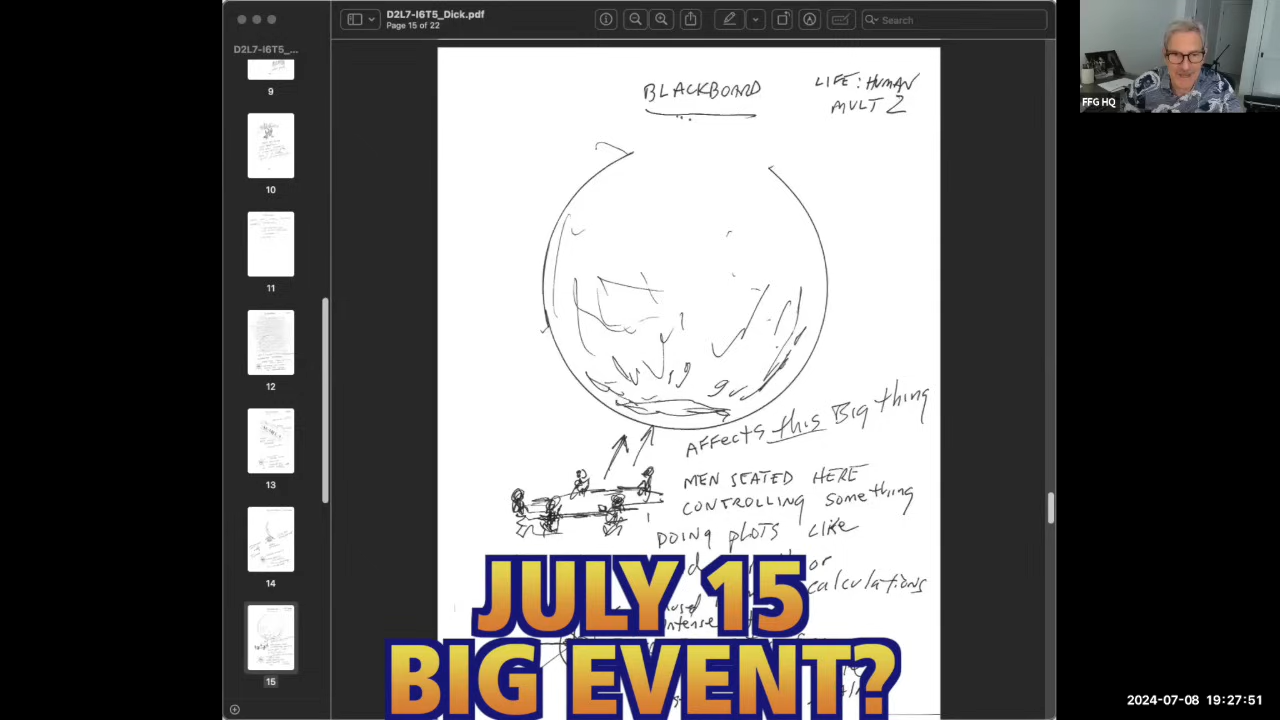 D2L7-I6T5_Dick.pdf
Page 15 of 22
Search
D2L7-I6T5_...
9
10
11
12
13
14
15
BLACKBOARD
LIFE: HUMAN
MULT 2
AFFECTS this Big thing
MEN SEATED HERE
CONTROLLING something
DOING plots LIKE
or
calculations
intense
JULY 15
BIG EVENT?
FFG HQ
2024-07-08 19:27:51